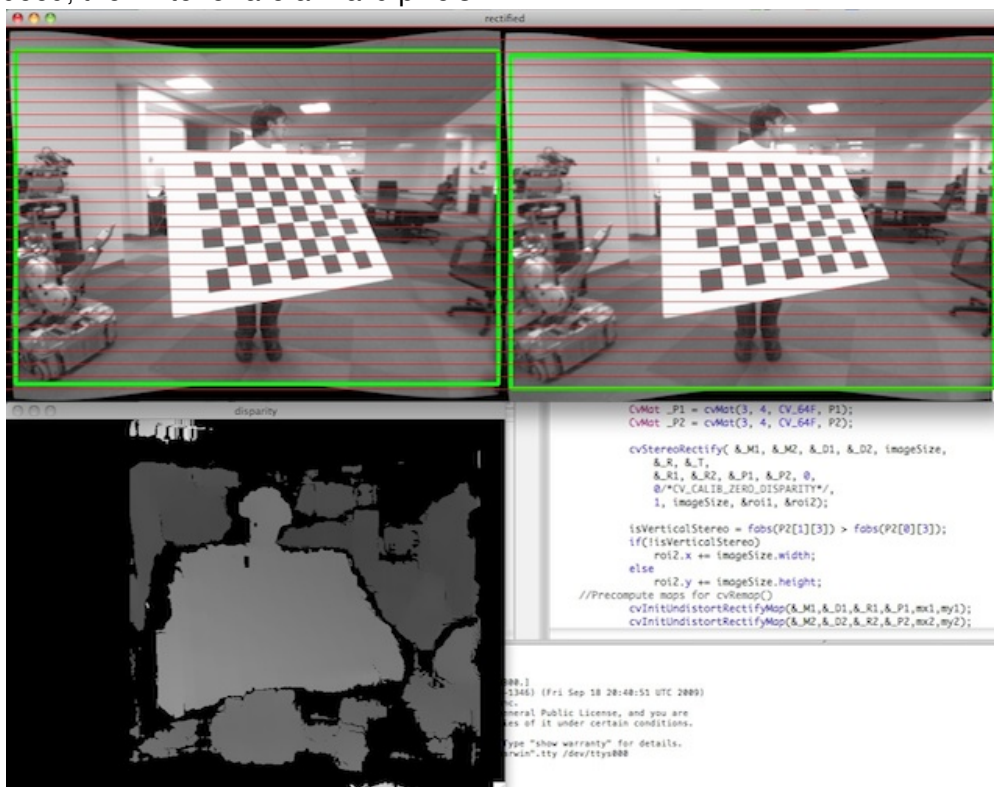 rectified
disparity
CvMat _P1 = cvMat(3, 4, CV_64F, P1);
CvMat _P2 = cvMat(3, 4, CV_64F, P2);
cvStereoRectify( &_M1, &_M2, &_D1, &_D2, imageSize,
&_R, &_T,
&_R1, &_R2, &_P1, &_P2, 0,
0/*CV_CALIB_ZERO_DISPARITY*/,
1, imageSize, &roi1, &roi2);
isVerticalStereo = fabs(P2[1][3]) > fabs(P2[0][3]);
if(!isVerticalStereo)
roi2.x += imageSize.width;
else
roi2.y += imageSize.height;
//Precompute maps for cvRemap()
cvInitUndistortRectifyMap(&_M1,&_D1,&_R1,&_P1,mx1,my1);
cvInitUndistortRectifyMap(&_M2,&_D2,&_R2,&_P2,mx2,my2);
-1346) (Fri Sep 18 20:40:51 UTC 2009)
General Public License, and you are
ies of it under certain conditions.
Type "show warranty" for details.
arwin".tty /dev/ttys000